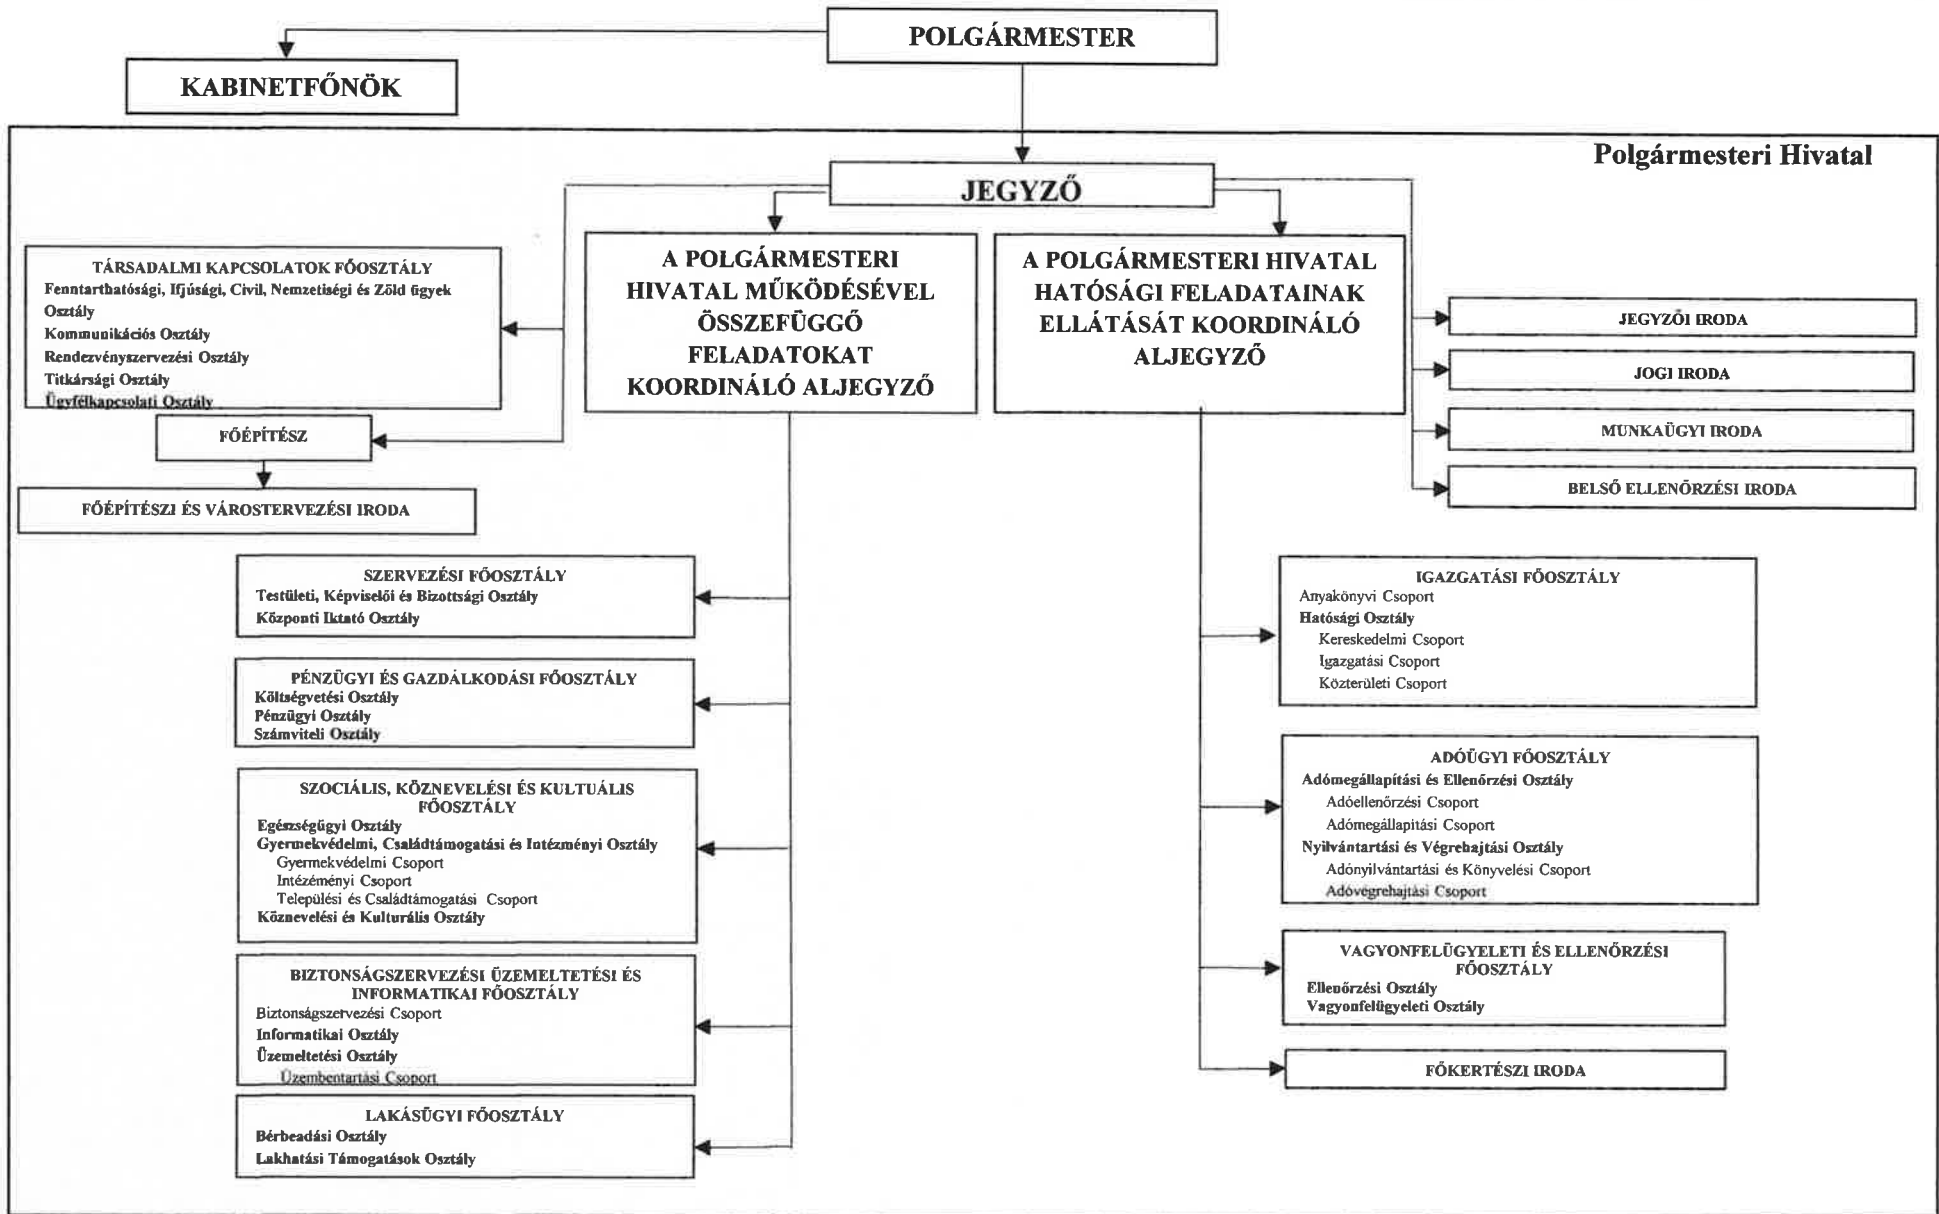 POLGÁRMESTER
KABINETFŐNÖK
Polgármesteri Hivatal
JEGYZŐ
TÁRSADALMI KAPCSOLATOK FŐOSZTÁLY
Fenntarthatósági, Ifjúsági, Civil, Nemzetiségi és Zöld ügyek
Osztály
Kommunikációs Osztály
Rendezvényszervezési Osztály
Titkársági Osztály
Ügyfélkapcsolati Osztály
A POLGÁRMESTERI
HIVATAL MŰKÖDÉSÉVEL
ÖSSZEFÜGGŐ
FELADATOKAT
KOORDINÁLÓ ALJEGYZŐ
A POLGÁRMESTERI HIVATAL
HATÓSÁGI FELADATAINAK
ELLÁTÁSÁT KOORDINÁLÓ
ALJEGYZŐ
JEGYZŐI IRODA
JOGI IRODA
MUNKAÜGYI IRODA
BELSŐ ELLENŐRZÉSI IRODA
FŐÉPÍTÉSZ
FŐÉPÍTÉSZI ÉS VÁROSTERVEZÉSI IRODA
SZERVEZÉSI FŐOSZTÁLY
Testületi, Képviselői és Bizottsági Osztály
Központi Iktató Osztály
PÉNZÜGYI ÉS GAZDÁLKODÁSI FŐOSZTÁLY
Költségvetési Osztály
Pénzügyi Osztály
Számviteli Osztály
SZOCIÁLIS, KÖZNEVELÉSI ÉS KULTUÁLIS
FŐOSZTÁLY
Egészségügyi Osztály
Gyermekvédelmi, Családtámogatási és Intézményi Osztály
Gyermekvédelmi Csoport
Intézéményi Csoport
Települési és Családtámogatási Csoport
Köznevelési és Kulturális Osztály
BIZTONSÁGSZERVEZÉSI ÜZEMELTETÉSI ÉS
INFORMATIKAI FŐOSZTÁLY
Biztonságszervezési Csoport
Informatikai Osztály
Üzemeltetési Osztály
Üzembentartási Csoport
LAKÁSÜGYI FŐOSZTÁLY
Bérbeadási Osztály
Lakhatási Támogatások Osztály
IGAZGATÁSI FŐOSZTÁLY
Anyakönyvi Csoport
Hatósági Osztály
Kereskedelmi Csoport
Igazgatási Csoport
Közterületi Csoport
ADÓÜGYI FŐOSZTÁLY
Adómegállapítási és Ellenőrzési Osztály
Adóellenőrzési Csoport
Adómegállapítási Csoport
Nyilvántartási és Végrehajtási Osztály
Adónyilvántartási és Könyvelési Csoport
Adóvégrehajtási Csoport
VAGYONFELÜGYELETI ÉS ELLENŐRZÉSI
FŐOSZTÁLY
Ellenőrzési Osztály
Vagyonfelügyeleti Osztály
FŐKERTÉSZI IRODA